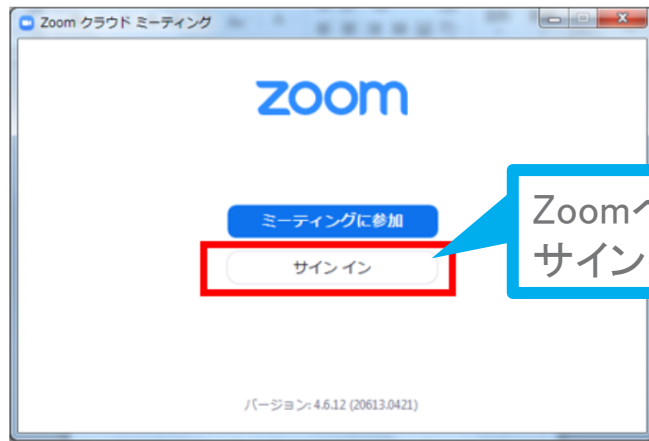 Zoom クラウド ミーティング
zoom
ミーティングに参加
サイン イン
Zoomへ
サイン
バージョン: 4.6.12 (20613.0421)